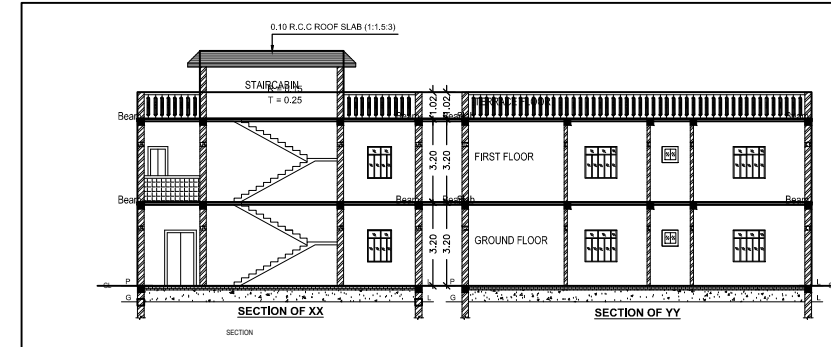 0.10 R.C.C ROOF SLAB (1:1.5:3)
STAIRCABIN
T = 0.25
1.02
1.02
TERRACE FLOOR
Beam
Beam
3.20
3.20
FIRST FLOOR
Beam
Beam
Beam
3.20
3.20
GROUND FLOOR
GL
P
L
P
L
G
L
G
L
SECTION OF XX
SECTION OF YY
SECTION